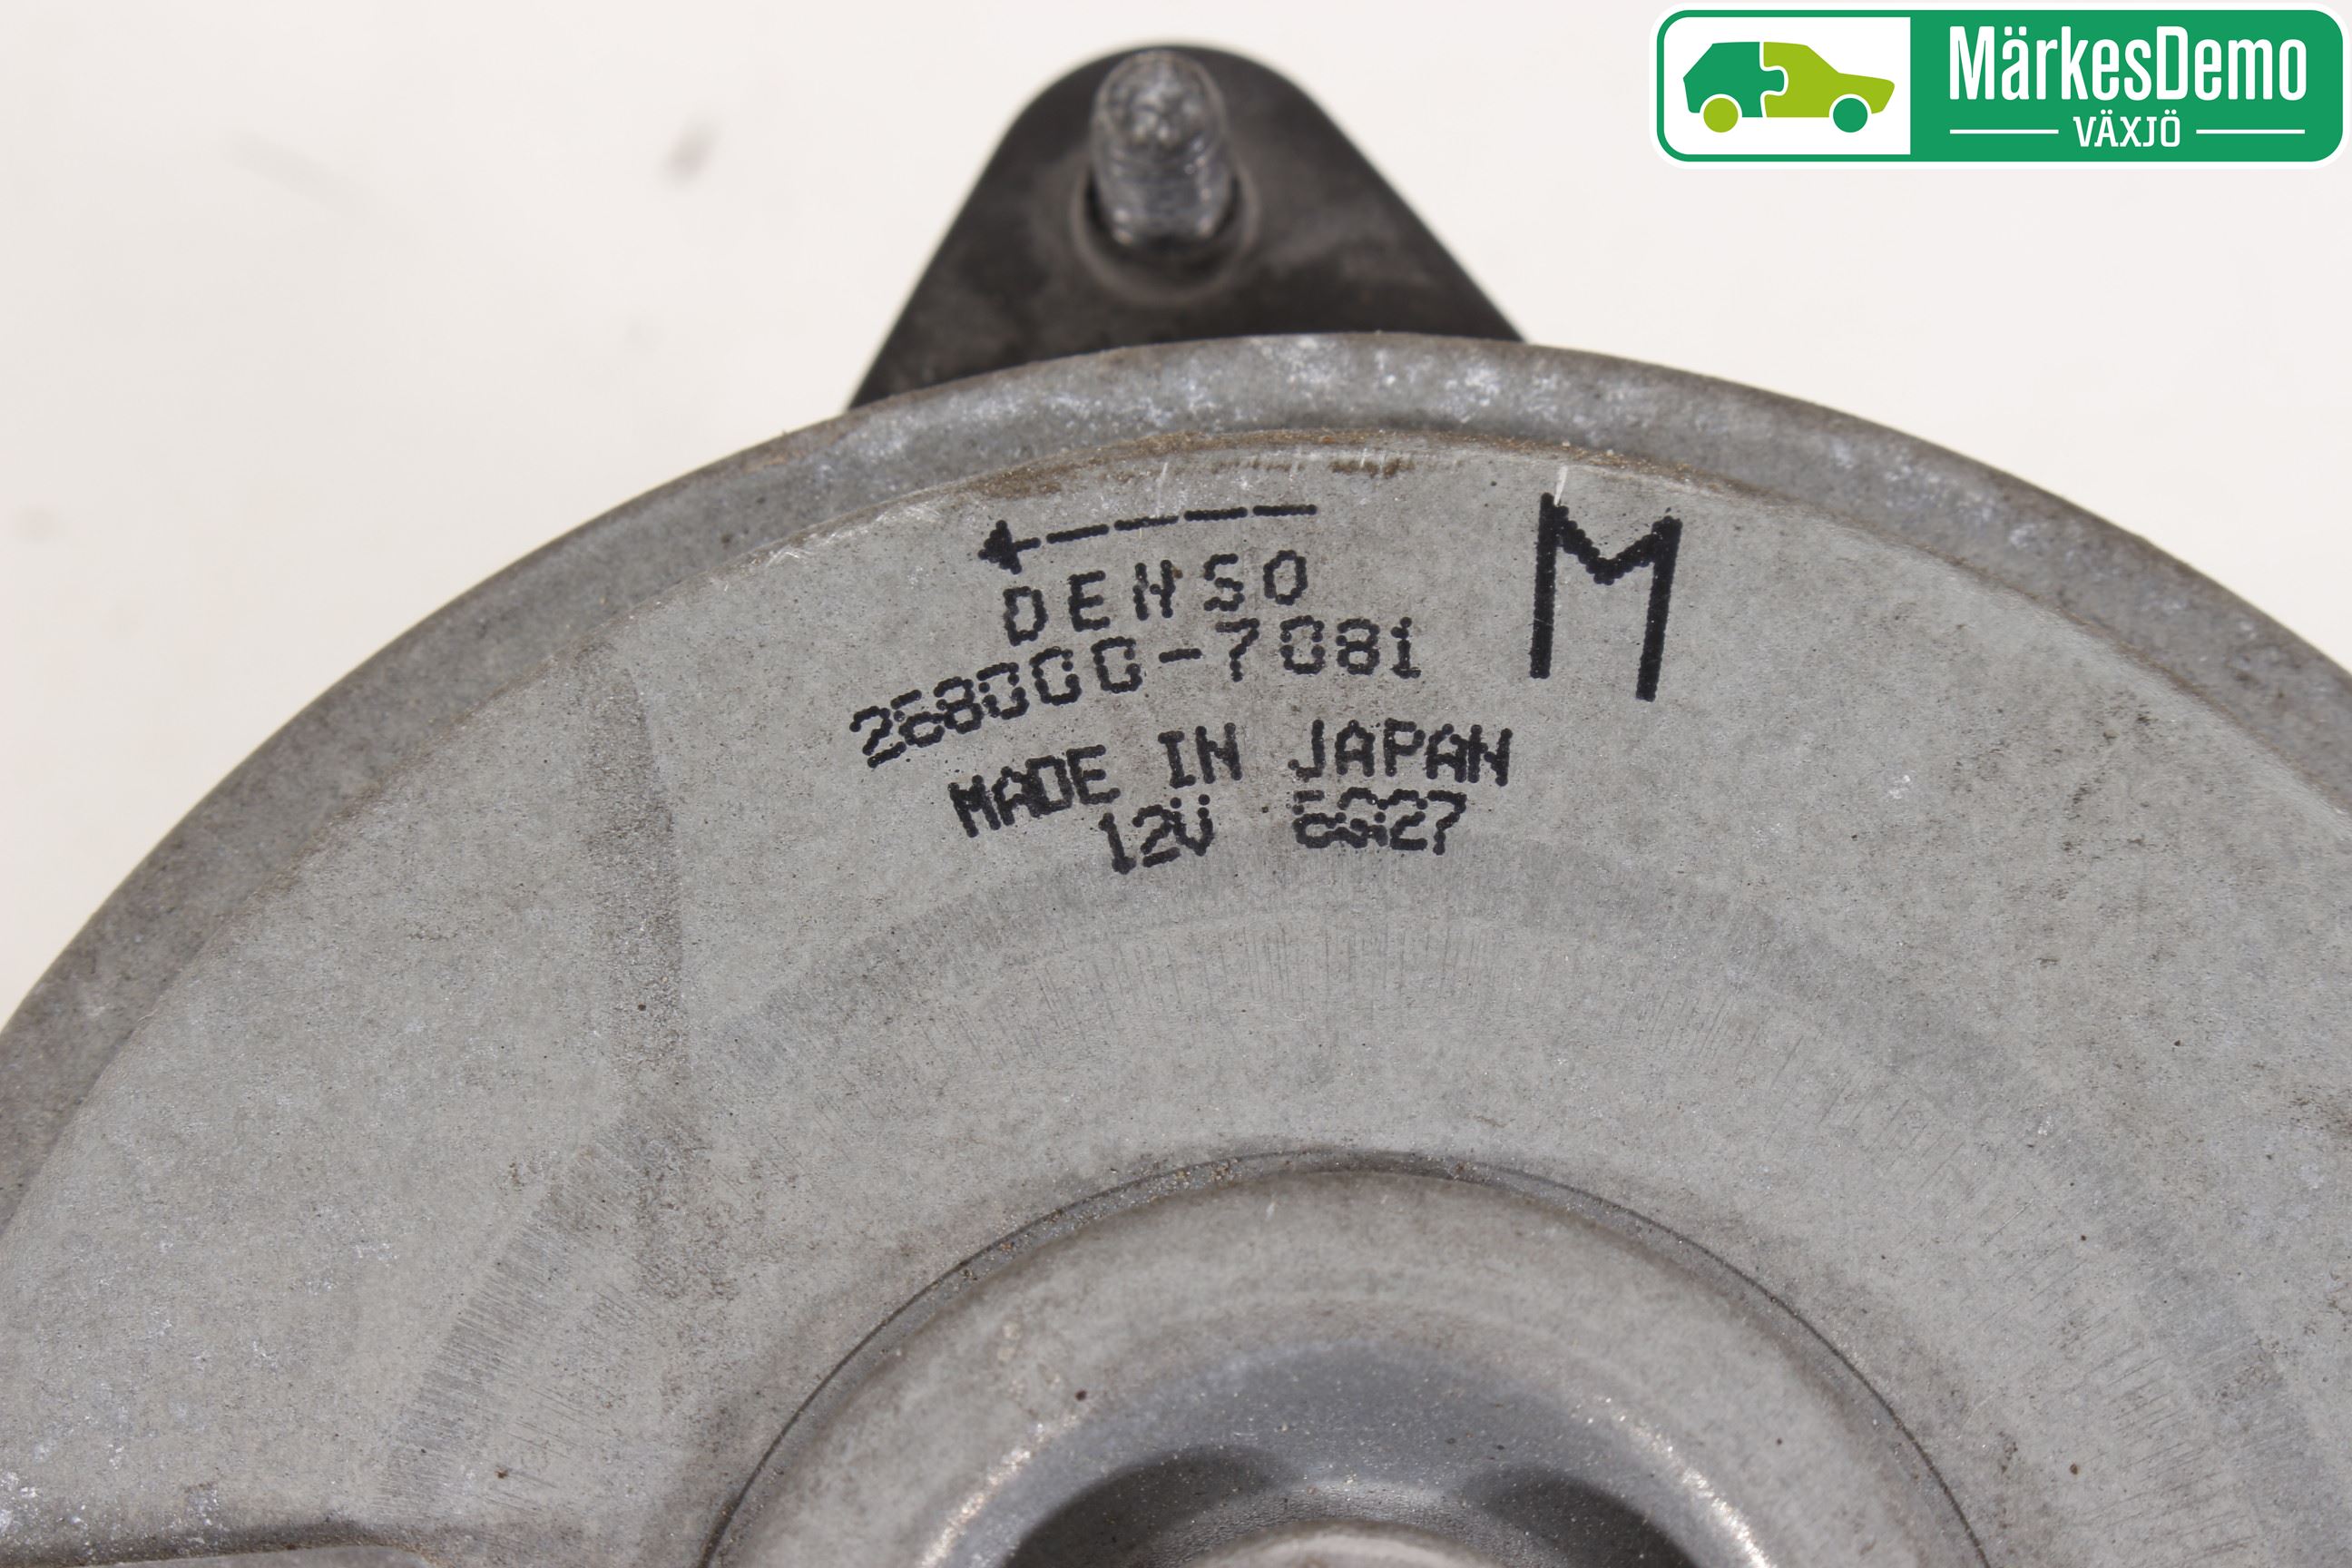 MärkesDemo
VÄXJÖ
DENSO
M
268000-7081
MADE IN JAPAN
12V